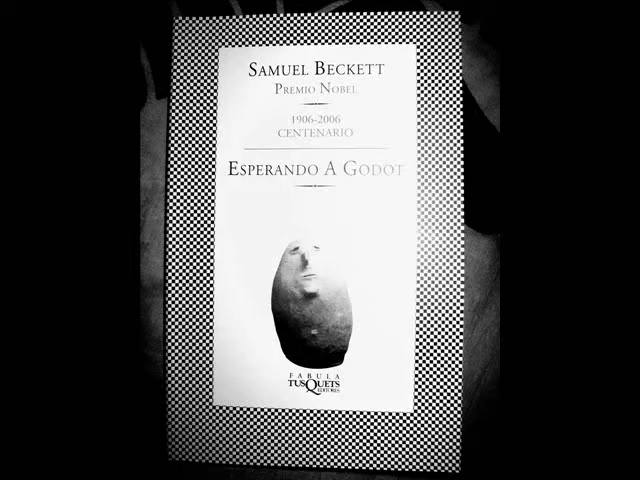 SAMUEL BECKETT
PREMIO NOBEL
1906-2006
CENTENARIO
ESPERANDO A GODOT
FABULA
TUSQUETS
EDITORES